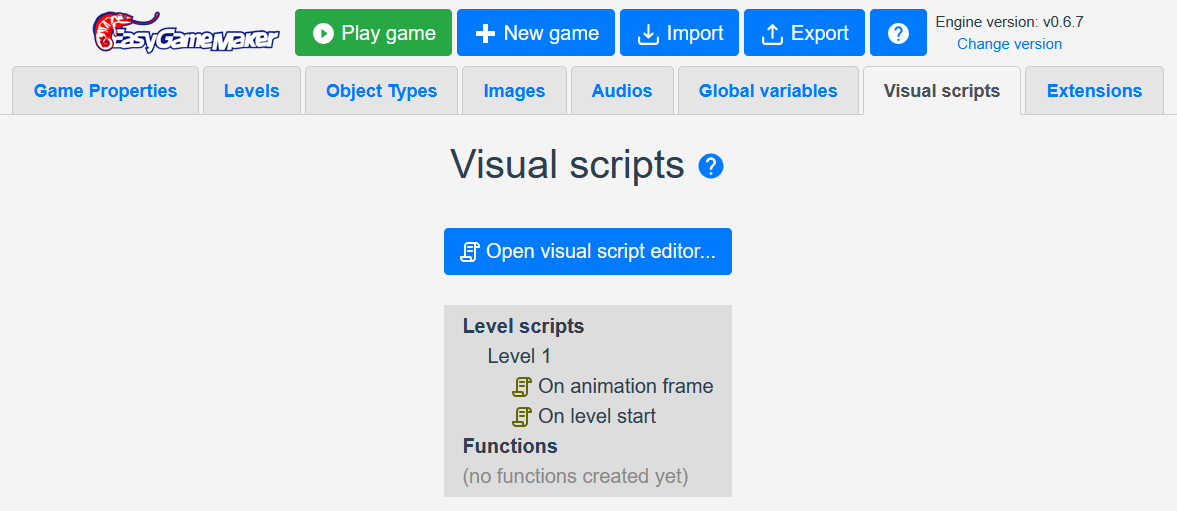 EasyGameMaker
Play game
New game
Import
Export
?
Engine version: v0.6.7
Change version
Game Properties
Levels
Object Types
Images
Audios
Global variables
Visual scripts
Extensions
Visual scripts ?
Open visual script editor...
Level scripts
Level 1
On animation frame
On level start
Functions
(no functions created yet)